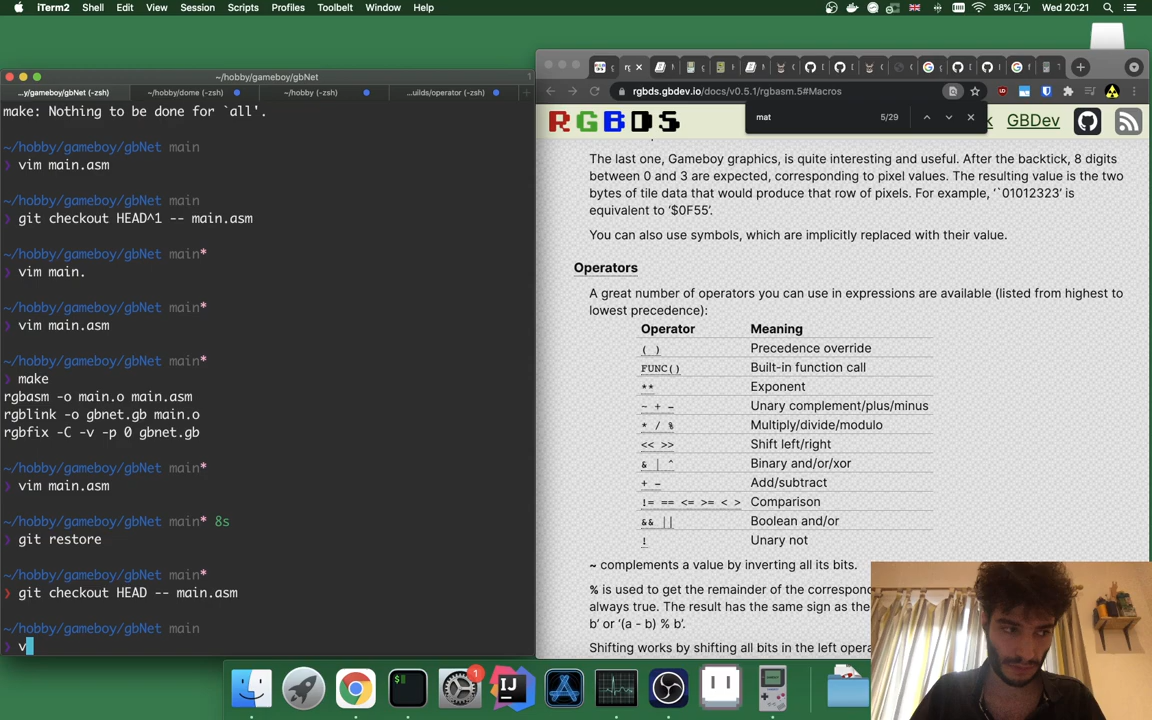 iTerm2 Shell Edit View Session Scripts Profiles Toolbelt Window Help
38% Wed 20:21
~/hobby/gameboy/gbNet (-zsh) 1
..y/gameboy/gbNet (-zsh) ~/hobby/dome (-zsh) ~/hobby (-zsh) ...uilds/operator (-zsh)
make: Nothing to be done for `all'.
~/hobby/gameboy/gbNet main
❯ vim main.asm
~/hobby/gameboy/gbNet main
❯ git checkout HEAD^1 -- main.asm
~/hobby/gameboy/gbNet main*
❯ vim main.
~/hobby/gameboy/gbNet main*
❯ vim main.asm
~/hobby/gameboy/gbNet main*
❯ make
rgbasm -o main.o main.asm
rgblink -o gbnet.gb main.o
rgbfix -C -v -p 0 gbnet.gb
~/hobby/gameboy/gbNet main*
❯ vim main.asm
~/hobby/gameboy/gbNet main* 8s
❯ git restore
~/hobby/gameboy/gbNet main*
❯ git checkout HEAD -- main.asm
~/hobby/gameboy/gbNet main
❯ v
rgbds.gbdev.io/docs/v0.5.1/rgbasm.5#Macros
mat 5/29
RGBDS
k GBDev
The last one, Gameboy graphics, is quite interesting and useful. After the backtick, 8 digits
between 0 and 3 are expected, corresponding to pixel values. The resulting value is the two
bytes of tile data that would produce that row of pixels. For example, ‘`01012323’ is
equivalent to ‘$0F55’.
You can also use symbols, which are implicitly replaced with their value.
Operators
A great number of operators you can use in expressions are available (listed from highest to
lowest precedence):
Operator Meaning
( ) Precedence override
FUNC() Built-in function call
** Exponent
~ + - Unary complement/plus/minus
* / % Multiply/divide/modulo
<< >> Shift left/right
& | ^ Binary and/or/xor
+ - Add/subtract
!= == <= >= < > Comparison
&& || Boolean and/or
! Unary not
~ complements a value by inverting all its bits.
% is used to get the remainder of the correspond
always true. The result has the same sign as the
b’ or ‘(a - b) % b’.
Shifting works by shifting all bits in the left opera
1